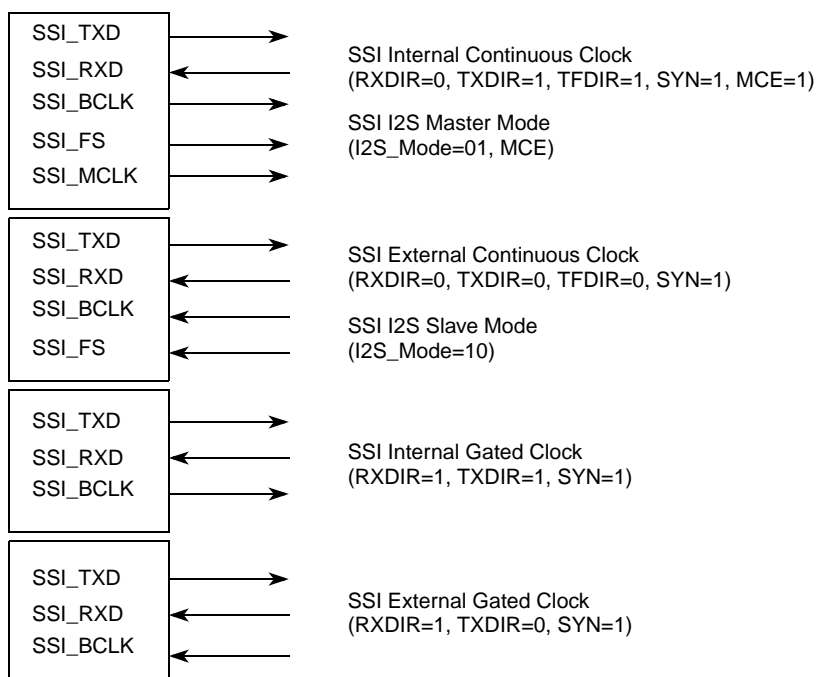 SSI_TXD
SSI_RXD
SSI_BCLK
SSI_FS
SSI_MCLK
SSI Internal Continuous Clock
(RXDIR=0, TXDIR=1, TFDIR=1, SYN=1, MCE=1)
SSI I2S Master Mode
(I2S_Mode=01, MCE)
SSI_TXD
SSI_RXD
SSI_BCLK
SSI_FS
SSI External Continuous Clock
(RXDIR=0, TXDIR=0, TFDIR=0, SYN=1)
SSI I2S Slave Mode
(I2S_Mode=10)
SSI_TXD
SSI_RXD
SSI_BCLK
SSI Internal Gated Clock
(RXDIR=1, TXDIR=1, SYN=1)
SSI_TXD
SSI_RXD
SSI_BCLK
SSI External Gated Clock
(RXDIR=1, TXDIR=0, SYN=1)